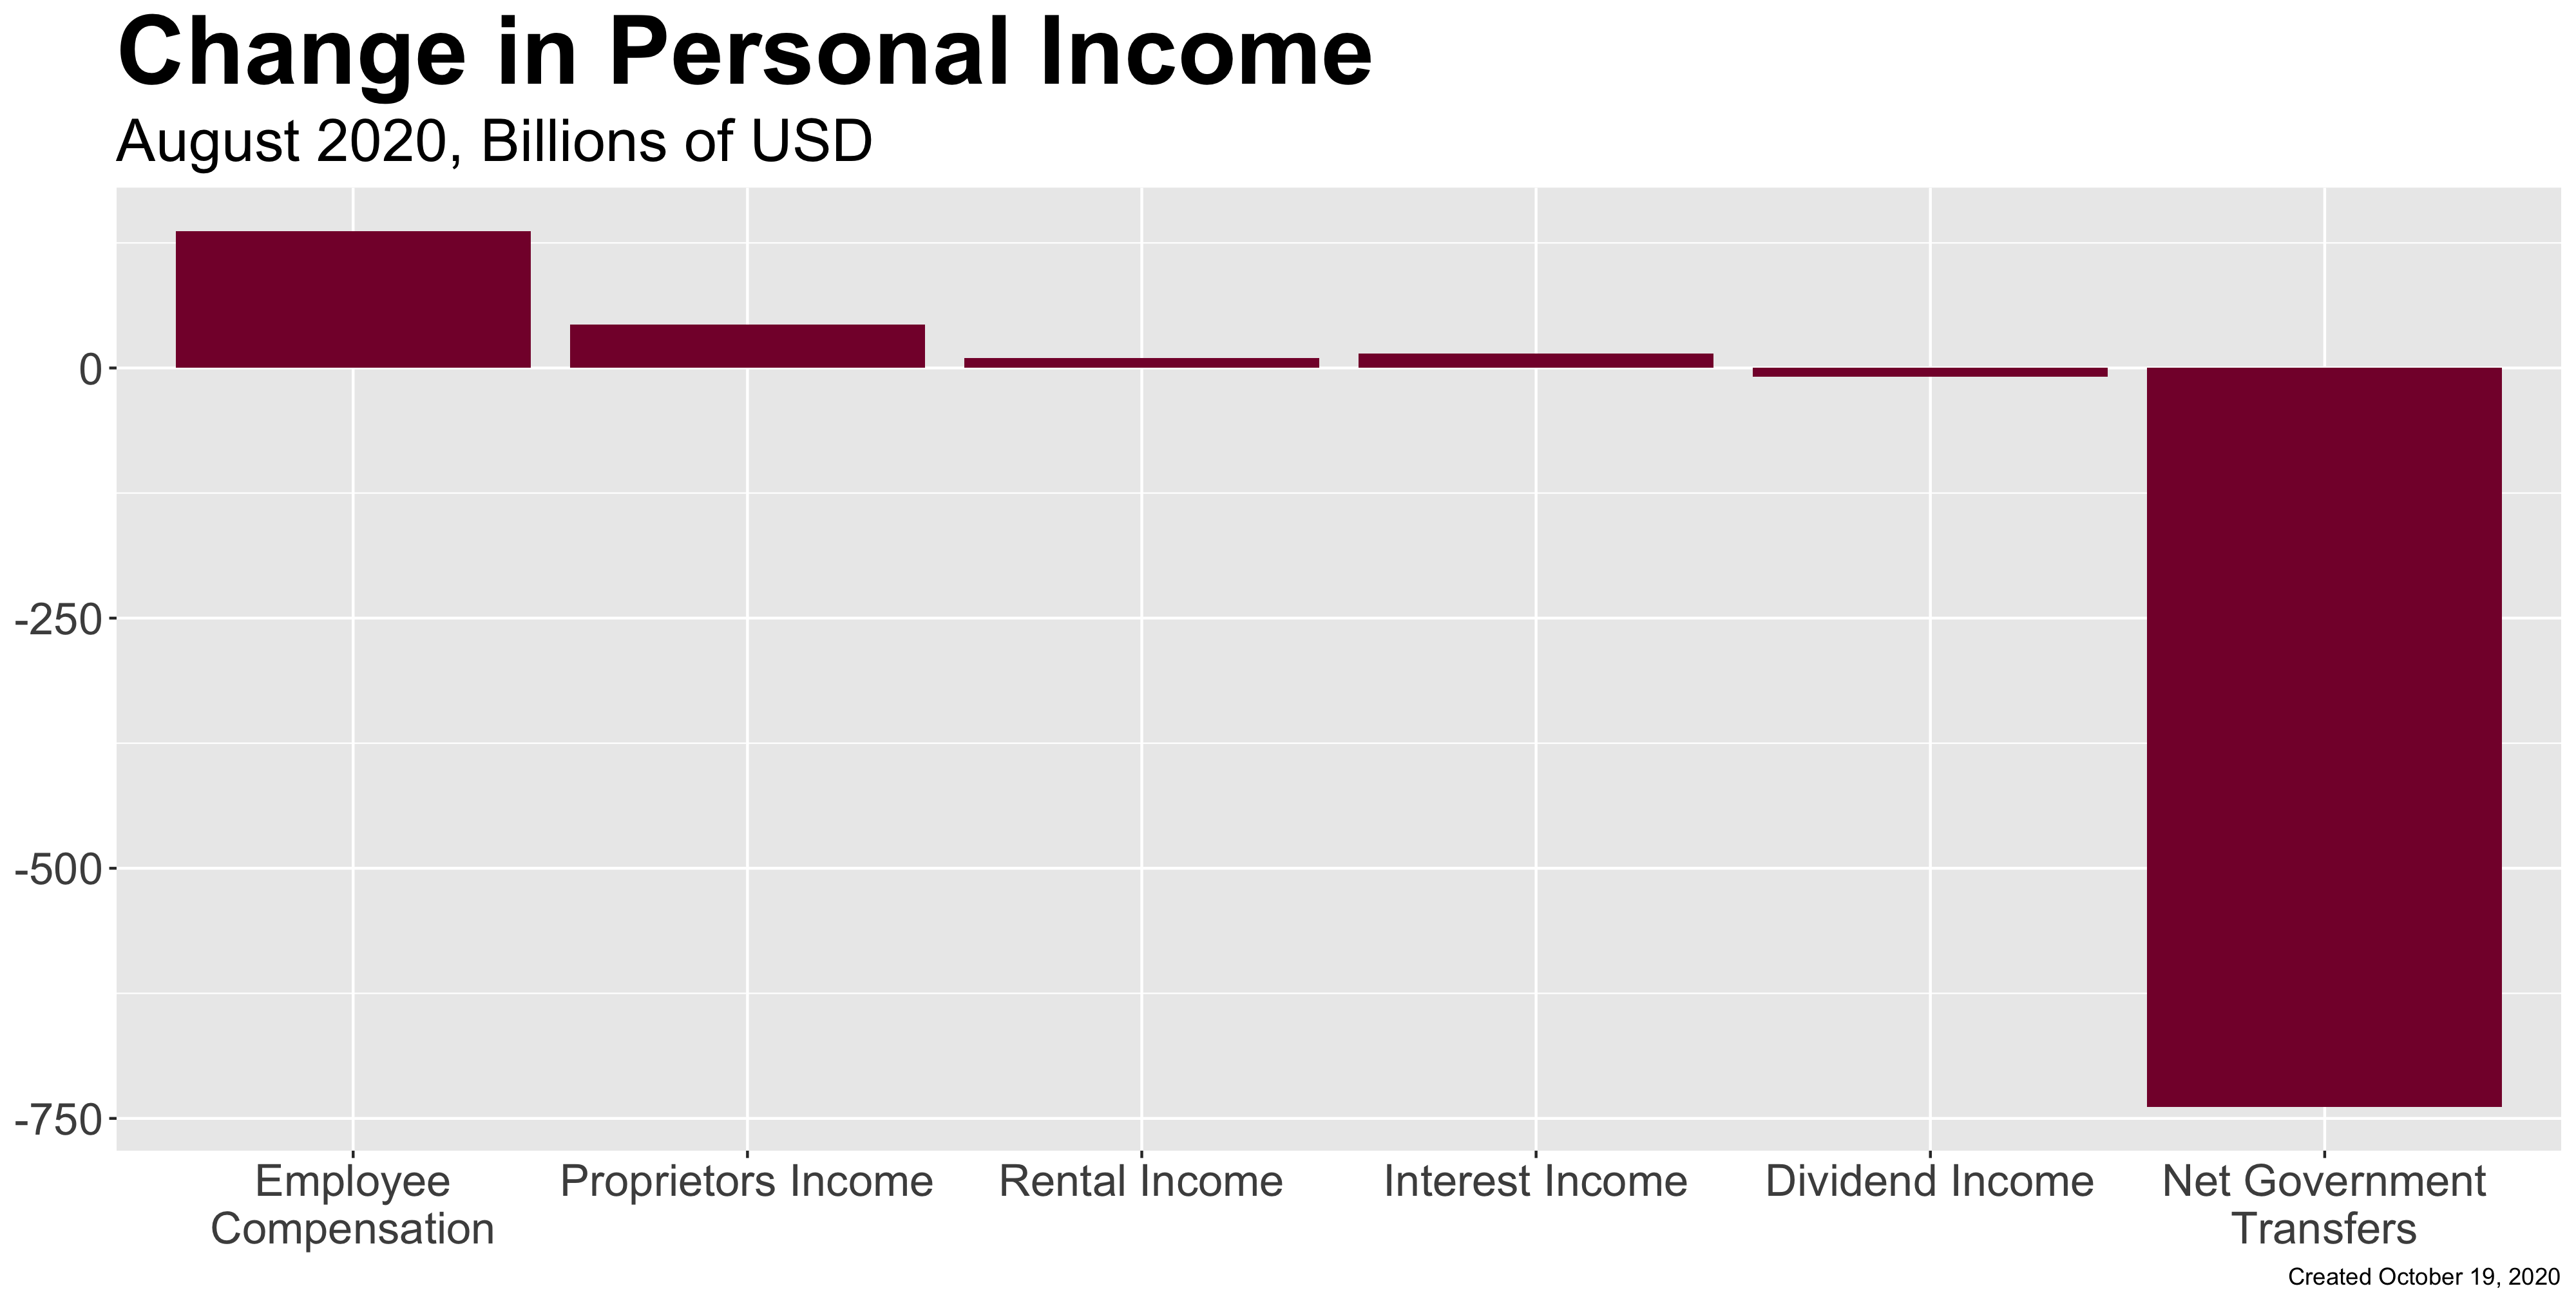 Change in Personal Income
August 2020, Billions of USD
0
-250
-500
-750
Employee
Compensation
Proprietors Income
Rental Income
Interest Income
Dividend Income
Net Government
Transfers
Created October 19, 2020